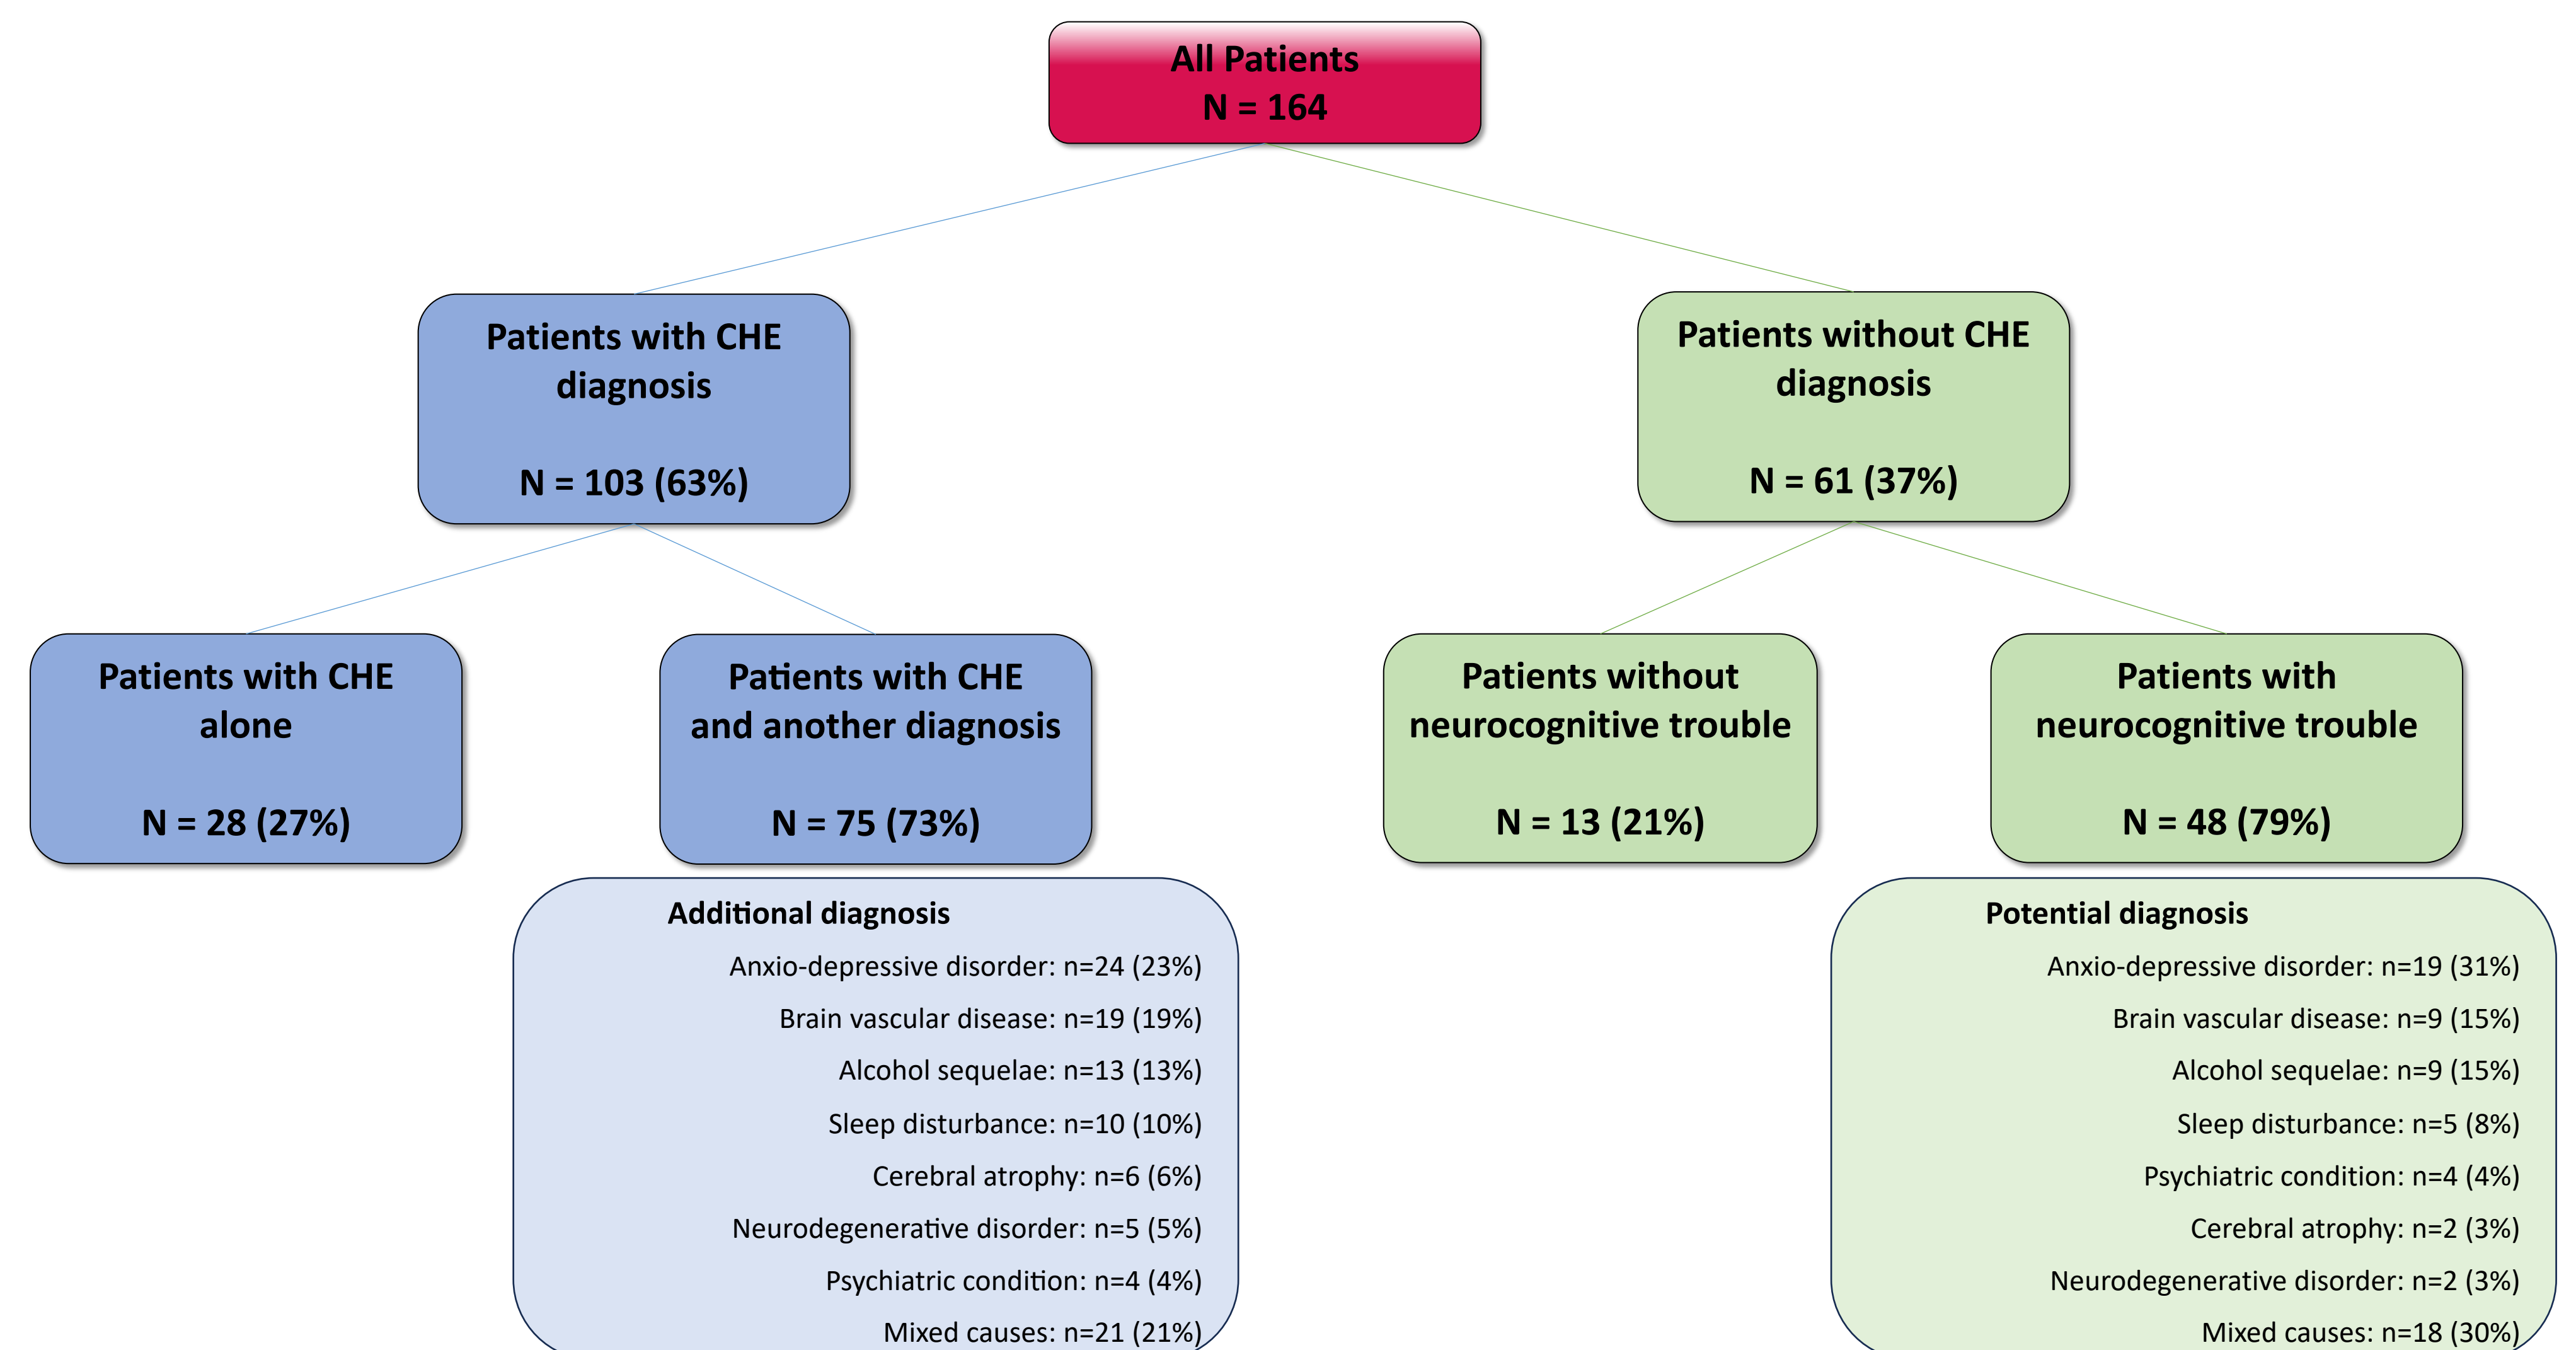 All Patients
N = 164
Patients with CHE
diagnosis
N = 103 (63%)
Patients without CHE
diagnosis
N = 61 (37%)
Patients with CHE
alone
N = 28 (27%)
Patients with CHE
and another diagnosis
N = 75 (73%)
Patients without
neurocognitive trouble
N = 13 (21%)
Patients with
neurocognitive trouble
N = 48 (79%)
Additional diagnosis
Anxio-depressive disorder: n=24 (23%)
Brain vascular disease: n=19 (19%)
Alcohol sequelae: n=13 (13%)
Sleep disturbance: n=10 (10%)
Cerebral atrophy: n=6 (6%)
Neurodegenerative disorder: n=5 (5%)
Psychiatric condition: n=4 (4%)
Mixed causes: n=21 (21%)
Potential diagnosis
Anxio-depressive disorder: n=19 (31%)
Brain vascular disease: n=9 (15%)
Alcohol sequelae: n=9 (15%)
Sleep disturbance: n=5 (8%)
Psychiatric condition: n=4 (4%)
Cerebral atrophy: n=2 (3%)
Neurodegenerative disorder: n=2 (3%)
Mixed causes: n=18 (30%)